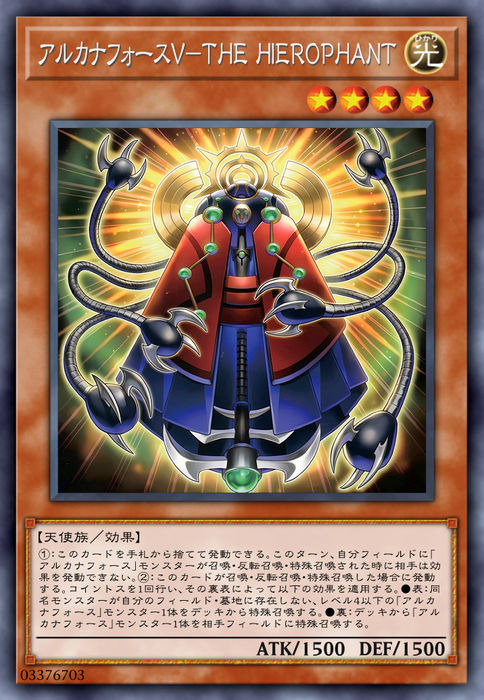 アルカナフォースV－THE HIEROPHANT
ひかり
光
【天使族／効果】
①：このカードを手札から捨てて発動できる。このターン、自分フィールドに「
アルカナフォース」モンスターが召喚・反転召喚・特殊召喚された時に相手は効
果を発動できない。②：このカードが召喚・反転召喚・特殊召喚した場合に発動
する。コイントスを1回行い、その裏表によって以下の効果を適用する。●表：同
名モンスターが自分のフィールド・墓地に存在しない、レベル4以下の「アルカ
ナフォース」モンスター1体をデッキから特殊召喚する。●裏：デッキから「アル
カナフォース」モンスター1体を相手フィールドに特殊召喚する。
ATK/1500 DEF/1500
03376703